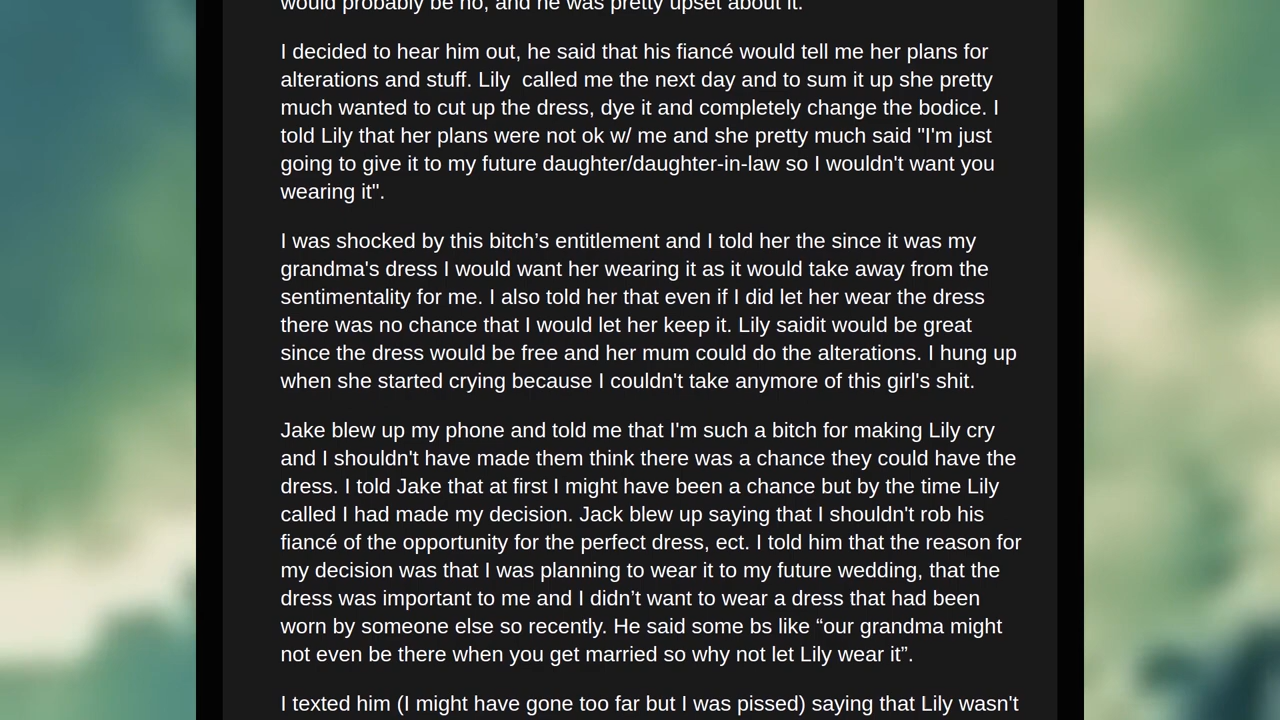 would probably be no, and he was pretty upset about it.
I decided to hear him out, he said that his fiancé would tell me her plans for
alterations and stuff. Lily  called me the next day and to sum it up she pretty
much wanted to cut up the dress, dye it and completely change the bodice. I
told Lily that her plans were not ok w/ me and she pretty much said "I'm just
going to give it to my future daughter/daughter-in-law so I wouldn't want you
wearing it".
I was shocked by this bitch’s entitlement and I told her the since it was my
grandma's dress I would want her wearing it as it would take away from the
sentimentality for me. I also told her that even if I did let her wear the dress
there was no chance that I would let her keep it. Lily saidit would be great
since the dress would be free and her mum could do the alterations. I hung up
when she started crying because I couldn't take anymore of this girl's shit.
Jake blew up my phone and told me that I'm such a bitch for making Lily cry
and I shouldn't have made them think there was a chance they could have the
dress. I told Jake that at first I might have been a chance but by the time Lily
called I had made my decision. Jack blew up saying that I shouldn't rob his
fiancé of the opportunity for the perfect dress, ect. I told him that the reason for
my decision was that I was planning to wear it to my future wedding, that the
dress was important to me and I didn’t want to wear a dress that had been
worn by someone else so recently. He said some bs like “our grandma might
not even be there when you get married so why not let Lily wear it”.
I texted him (I might have gone too far but I was pissed) saying that Lily wasn't